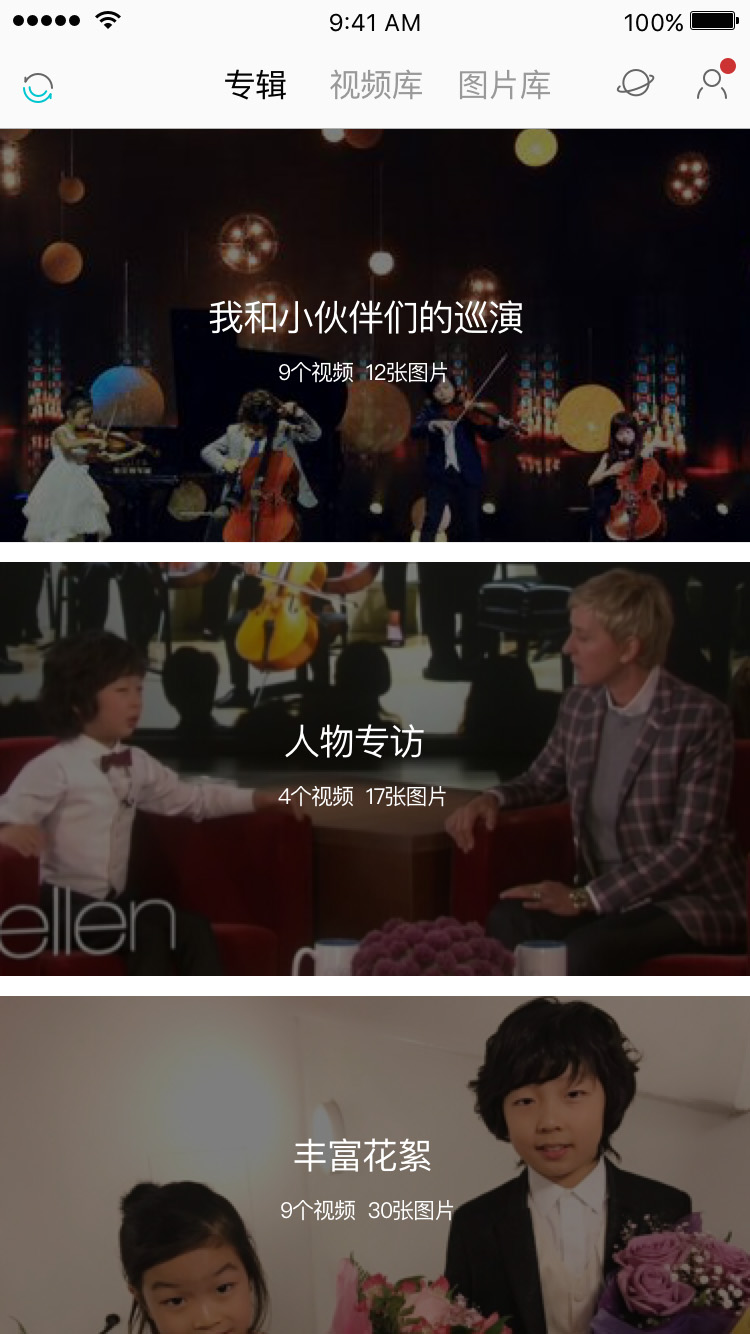 9:41 AM
100%
专辑 视频库 图片库
我和小伙伴们的巡演
9个视频 12张图片
人物专访
4个视频 17张图片
ellen
丰富花絮
9个视频 30张图片